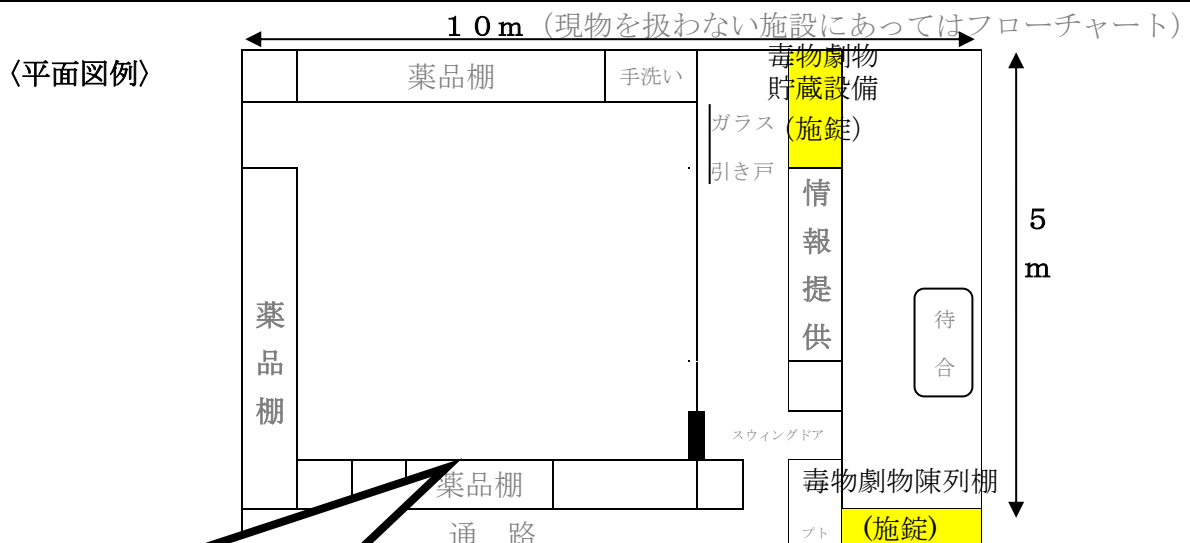 １０ｍ（現物を扱わない施設にあってはフローチャート）
〈平面図例〉
薬品棚
手洗い
毒物劇物
貯蔵設備
(施錠)
ガラス
引き戸
情報提供
５ｍ
待合
薬品棚
スウィングドア
薬品棚
毒物劇物陳列棚
(施錠)
通　路
プト